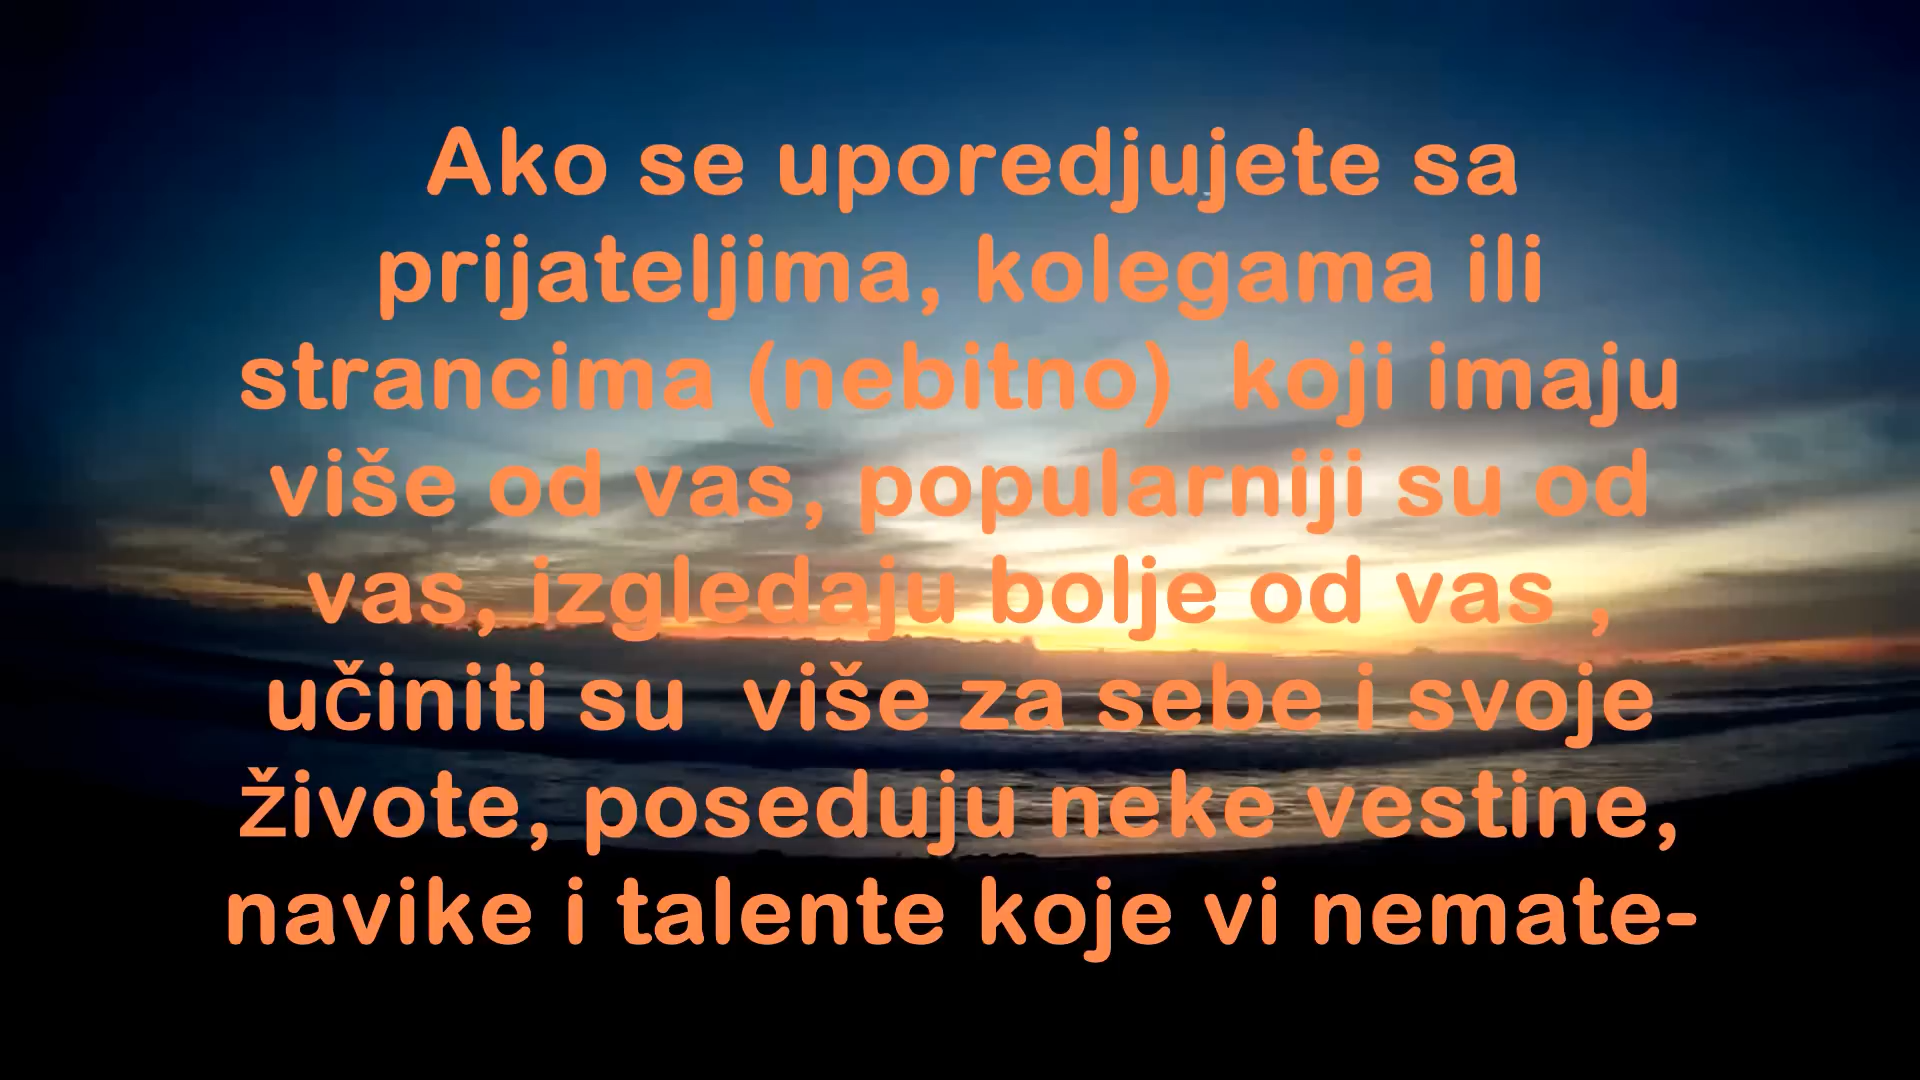 Ako se uporedjujete sa
prijateljima, kolegama ili
strancima (nebitno)  koji imaju
više od vas, popularniji su od
vas, izgledaju bolje od vas ,
učiniti su  više za sebe i svoje
živote, poseduju neke vestine,
navike i talente koje vi nemate-